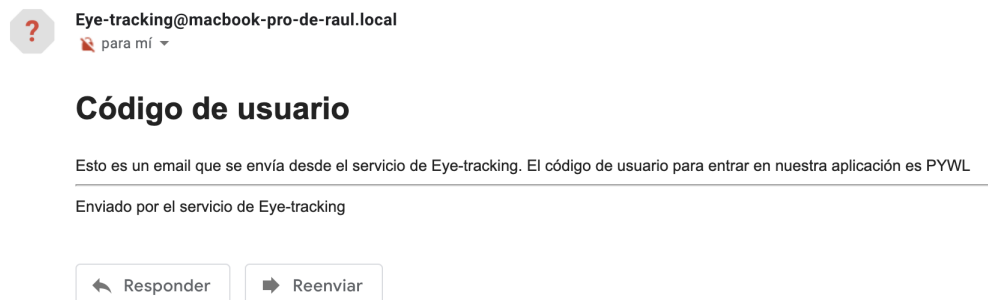 Eye-tracking@macbook-pro-de-raul.local
para mí
Código de usuario
Esto es un email que se envía desde el servicio de Eye-tracking. El código de usuario para entrar en nuestra aplicación es PYWL
Enviado por el servicio de Eye-tracking
Responder
Reenviar